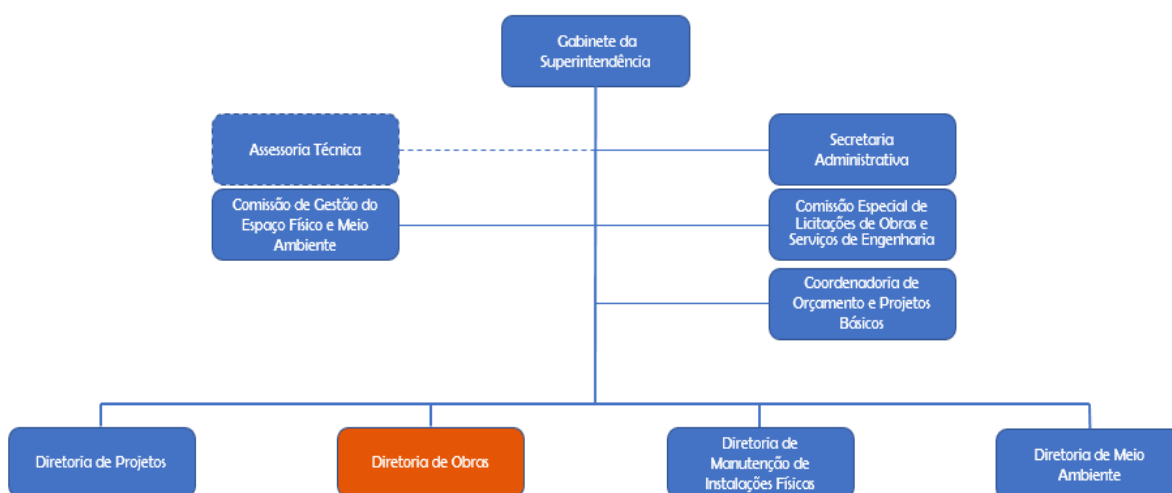 Gabinete da
Superintendência
Assessoria Técnica
Secretaria
Administrativa
Comissão de Gestão do
Espaço Físico e Meio
Ambiente
Comissão Especial de
Licitações de Obras e
Serviços de Engenharia
Coordenadoria de
Orçamento e Projetos
Básicos
Diretoria de Projetos
Diretoria de Obras
Diretoria de
Manutenção de
Instalações Físicas
Diretoria de Meio
Ambiente